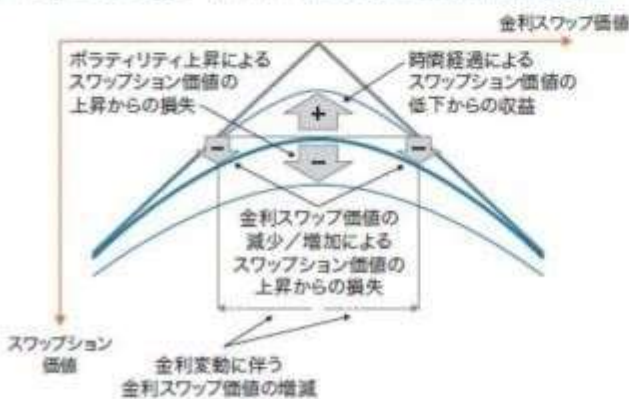 金利スワップ価値
ボラティリティ上昇による
スワップション価値の
上昇からの損失
時間経過による
スワップション価値の
低下からの収益
+
-
-
-
金利スワップ価値の
減少/増加による
スワップション価値の
上昇からの損失
スワップション
価値
金利変動に伴う
金利スワップ価値の増減